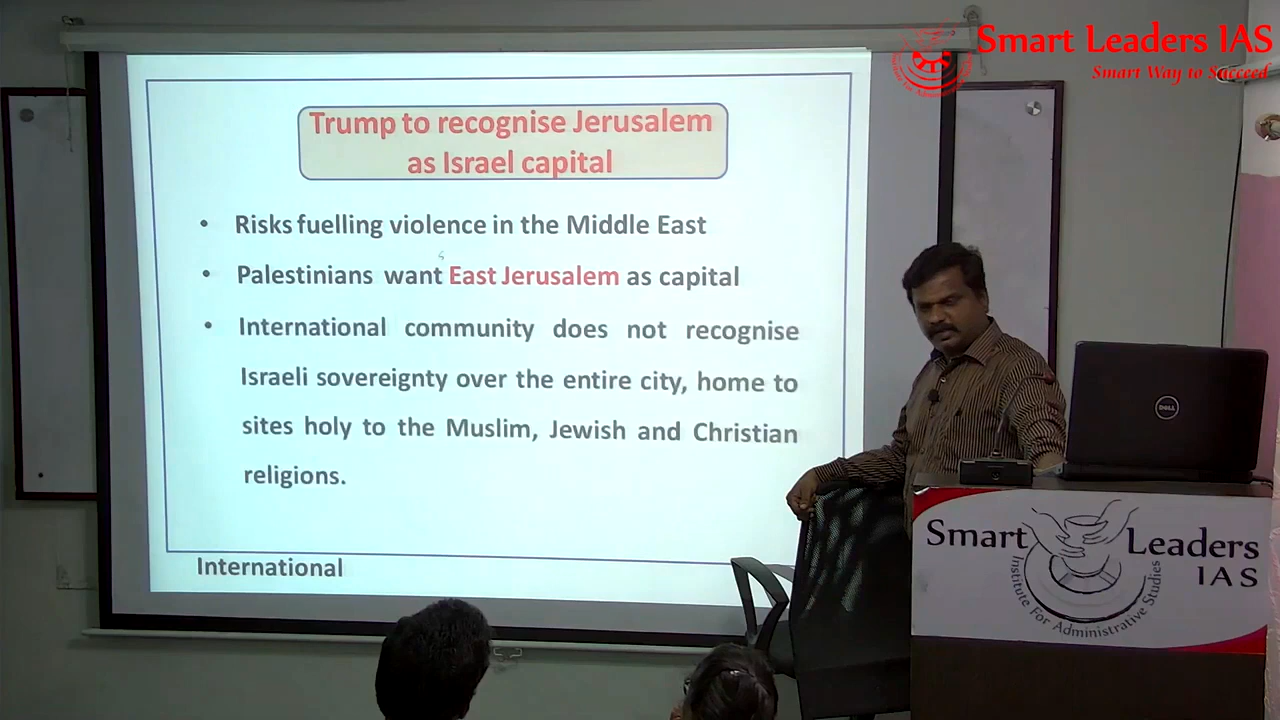 Smart Leaders IAS
Smart Way to Succeed
Trump to recognise Jerusalem
as Israel capital
• Risks fuelling violence in the Middle East
• Palestinians want East Jerusalem as capital
• International community does not recognise
Israeli sovereignty over the entire city, home to
sites holy to the Muslim, Jewish and Christian
religions.
International
DELL
Smart Leaders
IAS
Institute For Administrative Studies